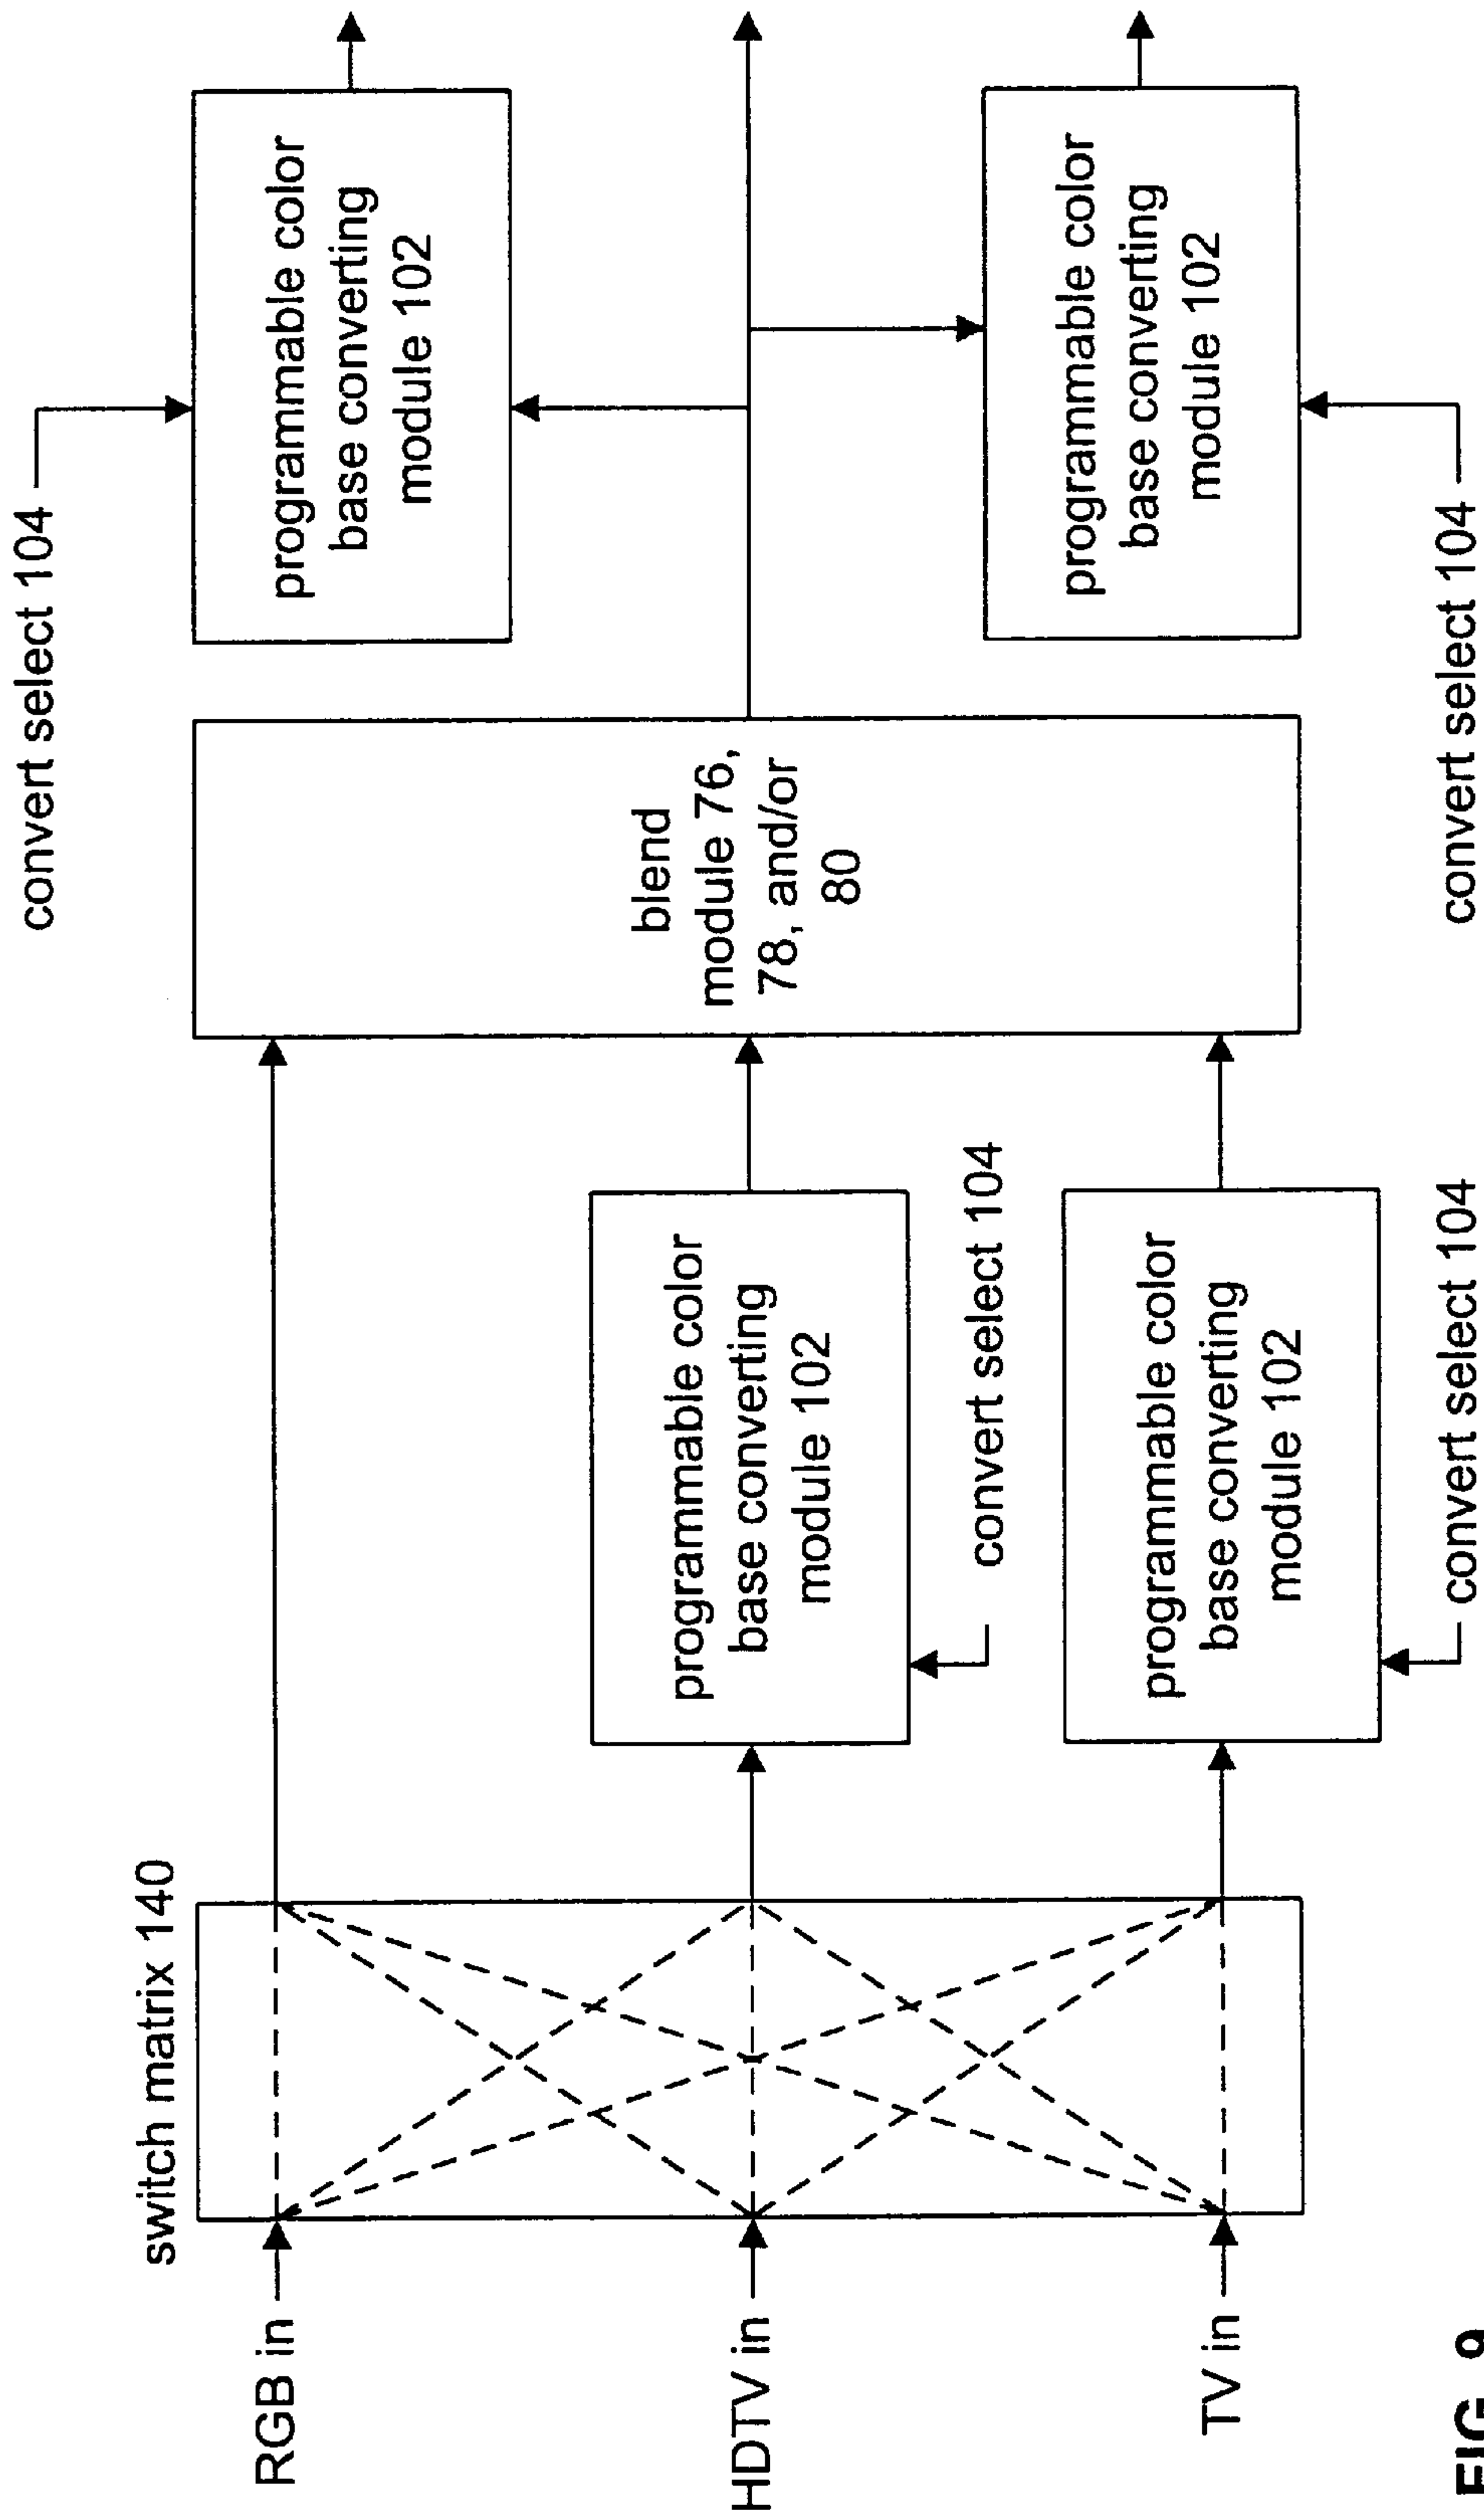 switch matrix 140
RGB in
HDTV in
TV in
programmable color
base converting
module 102
convert select 104
programmable color
base converting
module 102
convert select 104
blend
module 76,
78, and/or
80
convert select 104
programmable color
base converting
module 102
programmable color
base converting
module 102
convert select 104
FIG. 9